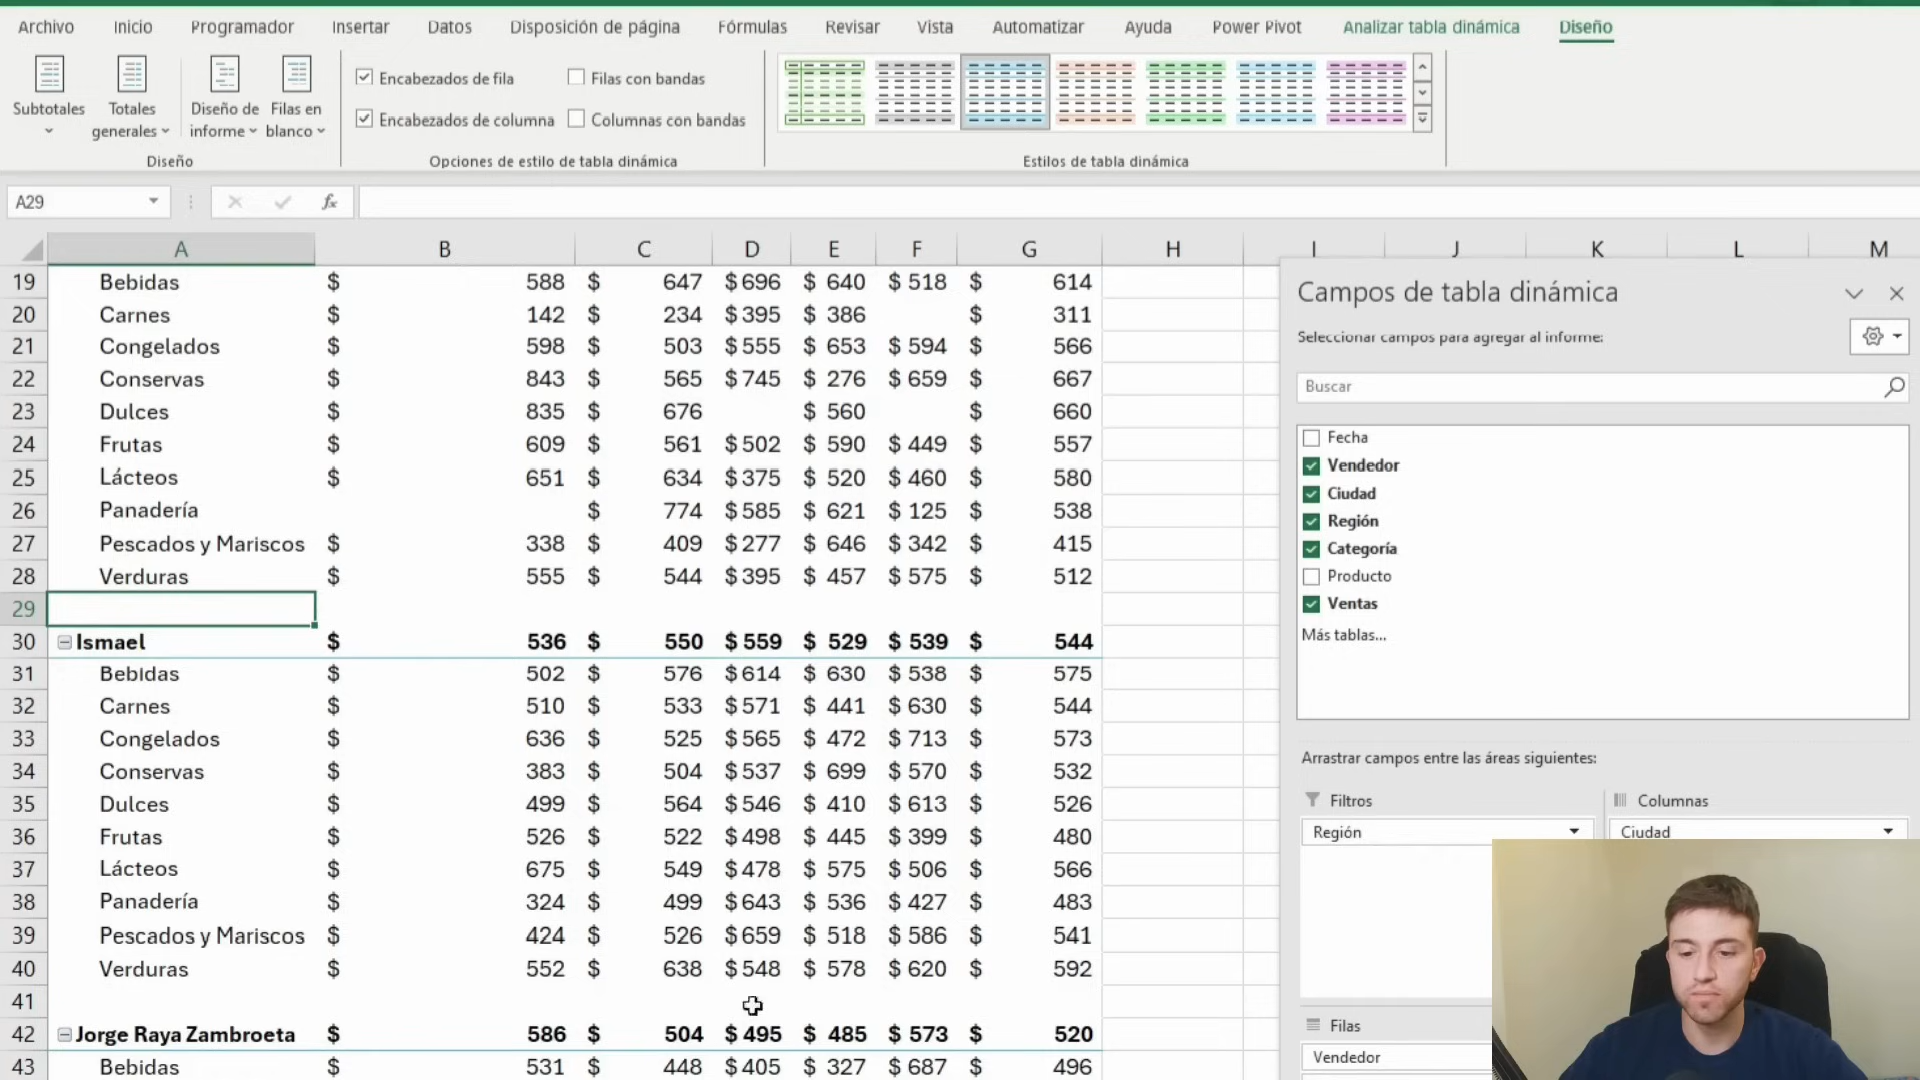 Archivo Inicio Programador Insertar Datos Disposición de página Fórmulas Revisar Vista Automatizar Ayuda Power Pivot Analizar tabla dinámica Diseño
Subtotales
Totales generales
Diseño de informe
Filas en blanco
Diseño
Encabezados de fila
Filas con bandas
Encabezados de columna
Columnas con bandas
Opciones de estilo de tabla dinámica
Estilos de tabla dinámica
A29
fx
A B C D E F G H I J K L M
19 Bebidas $ 588 $ 647 $ 696 $ 640 $ 518 $ 614
20 Carnes $ 142 $ 234 $ 395 $ 386 $ 311
21 Congelados $ 598 $ 503 $ 555 $ 653 $ 594 $ 566
22 Conservas $ 843 $ 565 $ 745 $ 276 $ 659 $ 667
23 Dulces $ 835 $ 676 $ 560 $ 660
24 Frutas $ 609 $ 561 $ 502 $ 590 $ 449 $ 557
25 Lácteos $ 651 $ 634 $ 375 $ 520 $ 460 $ 580
26 Panadería $ 774 $ 585 $ 621 $ 125 $ 538
27 Pescados y Mariscos $ 338 $ 409 $ 277 $ 646 $ 342 $ 415
28 Verduras $ 555 $ 544 $ 395 $ 457 $ 575 $ 512
29
30 Ismael $ 536 $ 550 $ 559 $ 529 $ 539 $ 544
31 Bebidas $ 502 $ 576 $ 614 $ 630 $ 538 $ 575
32 Carnes $ 510 $ 533 $ 571 $ 441 $ 630 $ 544
33 Congelados $ 636 $ 525 $ 565 $ 472 $ 713 $ 573
34 Conservas $ 383 $ 504 $ 537 $ 699 $ 570 $ 532
35 Dulces $ 499 $ 564 $ 546 $ 410 $ 613 $ 526
36 Frutas $ 526 $ 522 $ 498 $ 445 $ 399 $ 480
37 Lácteos $ 675 $ 549 $ 478 $ 575 $ 506 $ 566
38 Panadería $ 324 $ 499 $ 643 $ 536 $ 427 $ 483
39 Pescados y Mariscos $ 424 $ 526 $ 659 $ 518 $ 586 $ 541
40 Verduras $ 552 $ 638 $ 548 $ 578 $ 620 $ 592
41
42 Jorge Raya Zambroeta $ 586 $ 504 $ 495 $ 485 $ 573 $ 520
43 Bebidas $ 531 $ 448 $ 405 $ 327 $ 687 $ 496
Campos de tabla dinámica
Seleccionar campos para agregar al informe:
Buscar
Fecha
Vendedor
Ciudad
Región
Categoría
Producto
Ventas
Más tablas...
Arrastrar campos entre las áreas siguientes:
Filtros
Columnas
Región
Ciudad
Filas
Vendedor